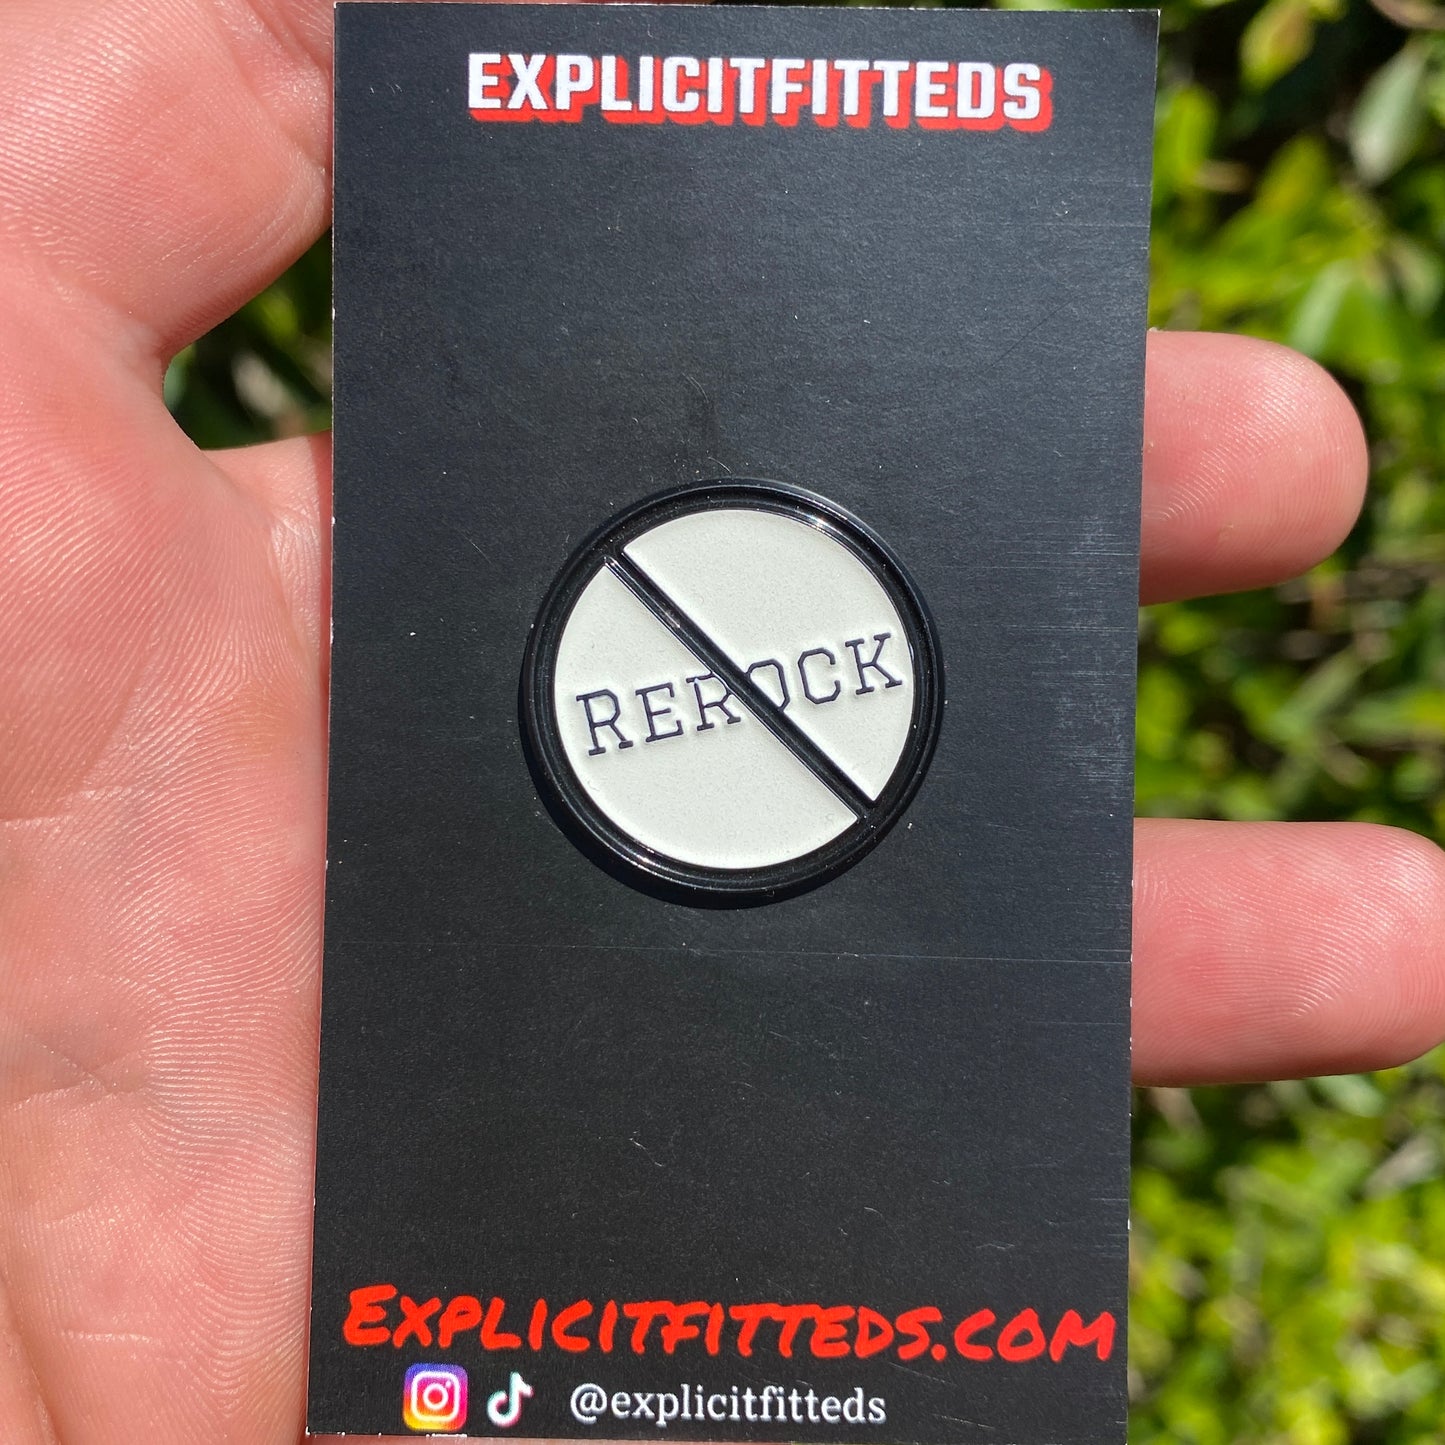 EXPLICITFITTEDS
REROCK
EXPLICITFITTEDS.COM
@explicitfitteds